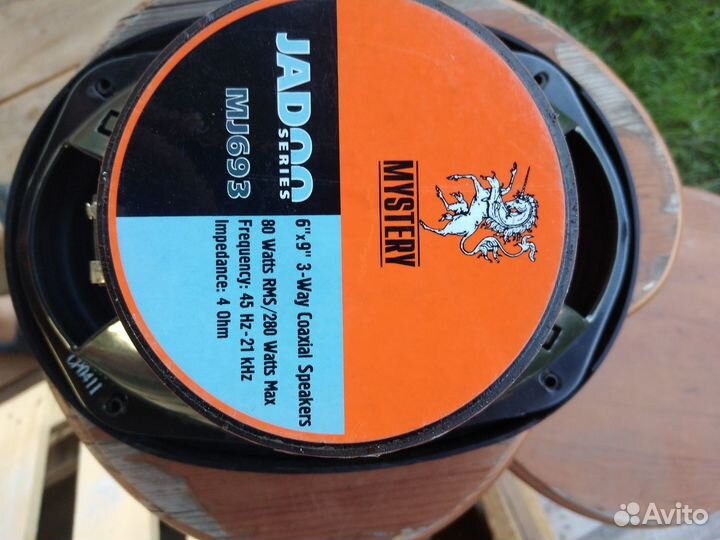 JADOO
SERIES
MJ693
6"x9" 3-Way Coaxial Speakers
80 Watts RMS/280 Watts Max
Frequency: 45 Hz-21 kHz
Impedance: 4 Ohm
MYSTERY
Avito